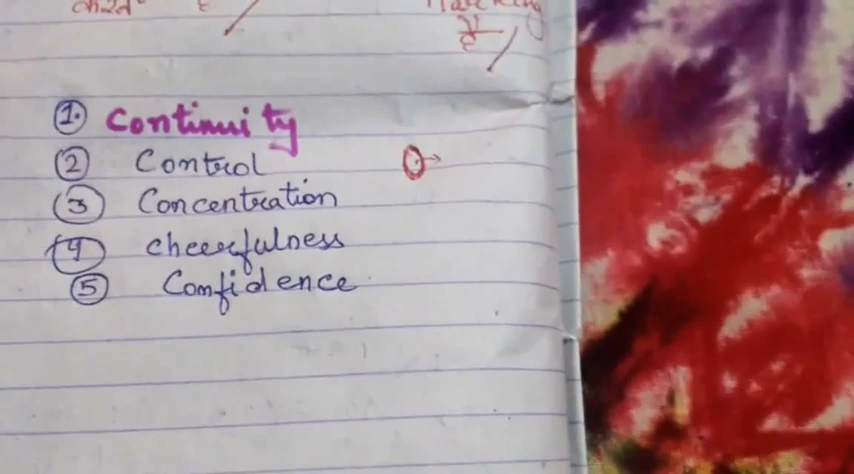 1. Continuity
2 Control
3 Concentration
4 cheerfulness
5 Confidence